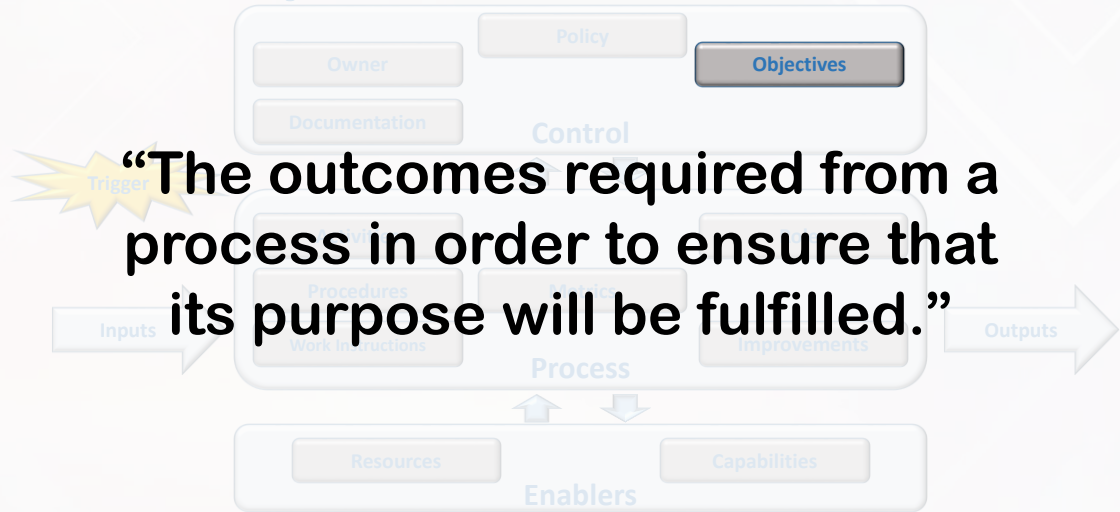 Policy
Owner
Objectives
Documentation
Control
Trigger
“The outcomes required from a
process in order to ensure that
its purpose will be fulfilled.”
Procedures
Metrics
Inputs
Outputs
Work Instructions
Improvements
Process
Resources
Capabilities
Enablers